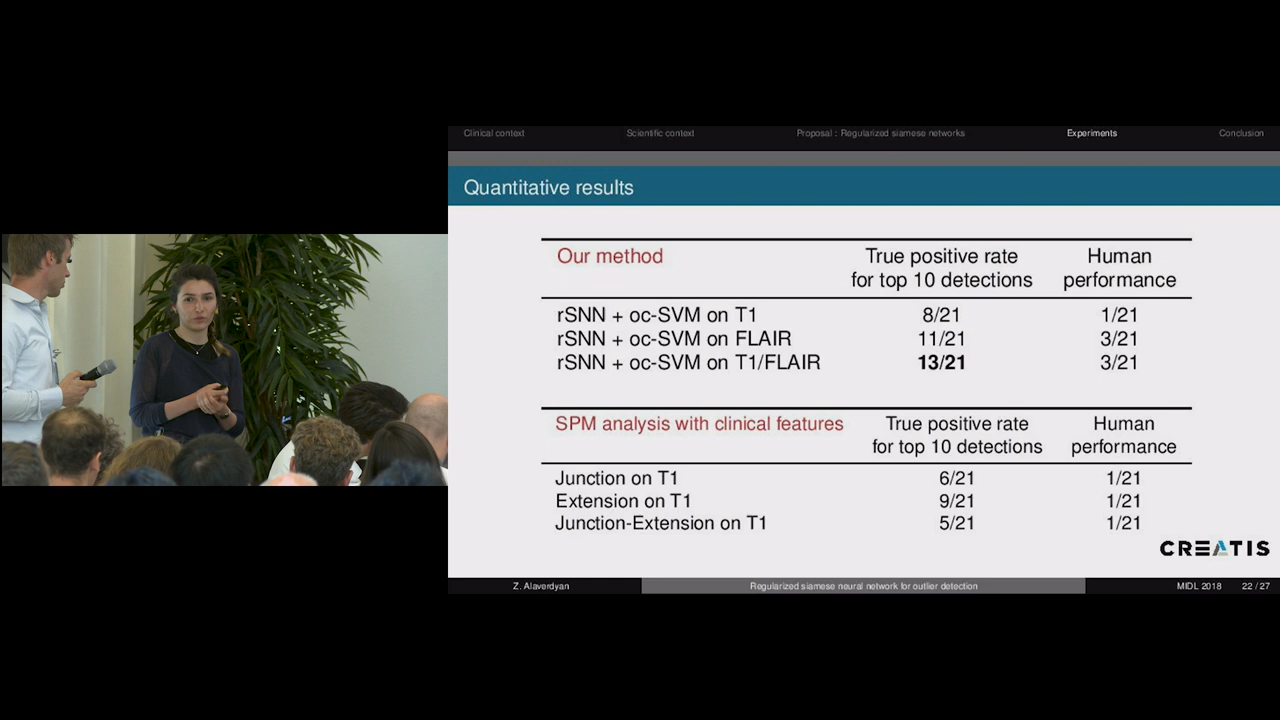 Clinical context Scientific context Proposal : Regularized siamese networks Experiments Conclusion
Quantitative results
Our method True positive rate Human
for top 10 detections performance
rSNN + oc-SVM on T1 8/21 1/21
rSNN + oc-SVM on FLAIR 11/21 3/21
rSNN + oc-SVM on T1/FLAIR 13/21 3/21
SPM analysis with clinical features True positive rate Human
for top 10 detections performance
Junction on T1 6/21 1/21
Extension on T1 9/21 1/21
Junction-Extension on T1 5/21 1/21
CREATIS
Z. Alaverdyan Regularized siamese neural network for outlier detection MIDL 2018 22 / 27